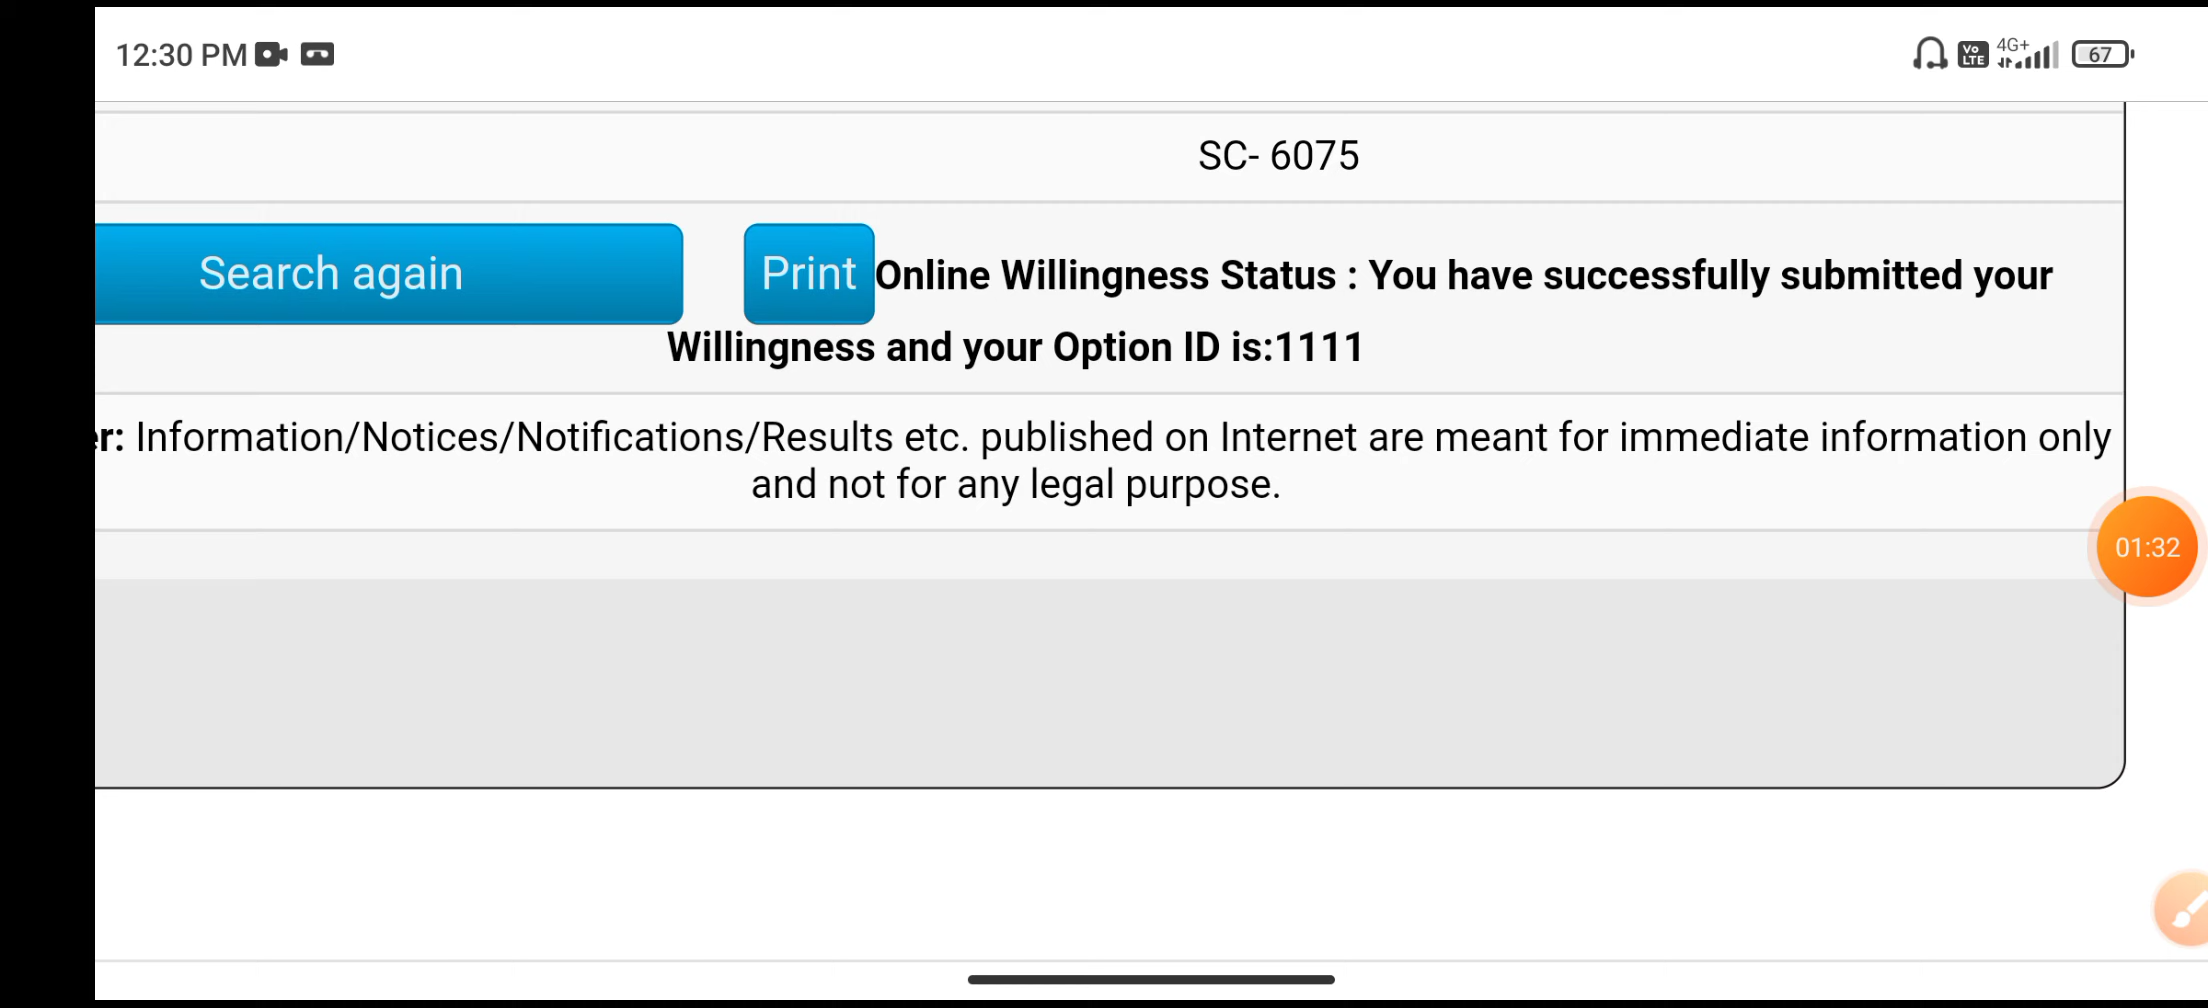 12:30 PM
Vo LTE 4G+ 67
SC- 6075
Search again Print Online Willingness Status : You have successfully submitted your
Willingness and your Option ID is:1111
r: Information/Notices/Notifications/Results etc. published on Internet are meant for immediate information only
and not for any legal purpose.
01:32